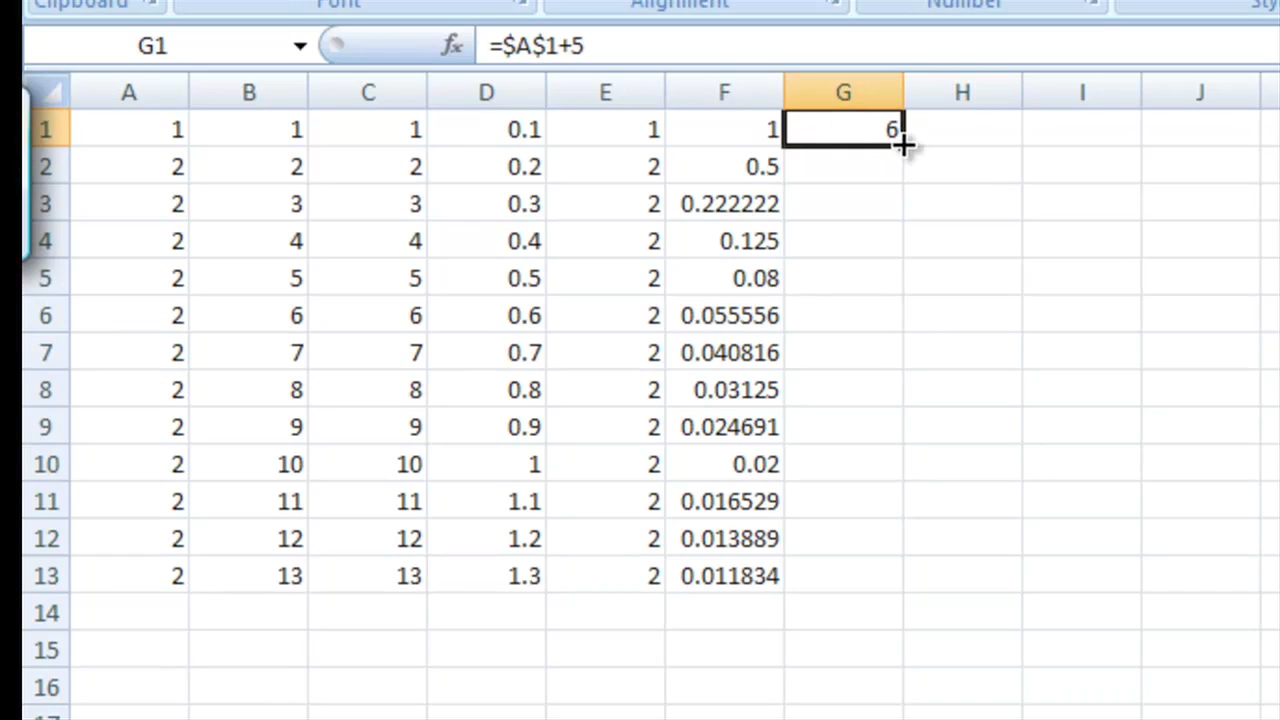 Clipboard Font Alignment Number Sty
G1 fx =$A$1+5
A B C D E F G H I J
1 1 1 1 0.1 1 1 6
2 2 2 2 0.2 2 0.5
3 2 3 3 0.3 2 0.222222
4 2 4 4 0.4 2 0.125
5 2 5 5 0.5 2 0.08
6 2 6 6 0.6 2 0.055556
7 2 7 7 0.7 2 0.040816
8 2 8 8 0.8 2 0.03125
9 2 9 9 0.9 2 0.024691
10 2 10 10 1 2 0.02
11 2 11 11 1.1 2 0.016529
12 2 12 12 1.2 2 0.013889
13 2 13 13 1.3 2 0.011834
14
15
16
17